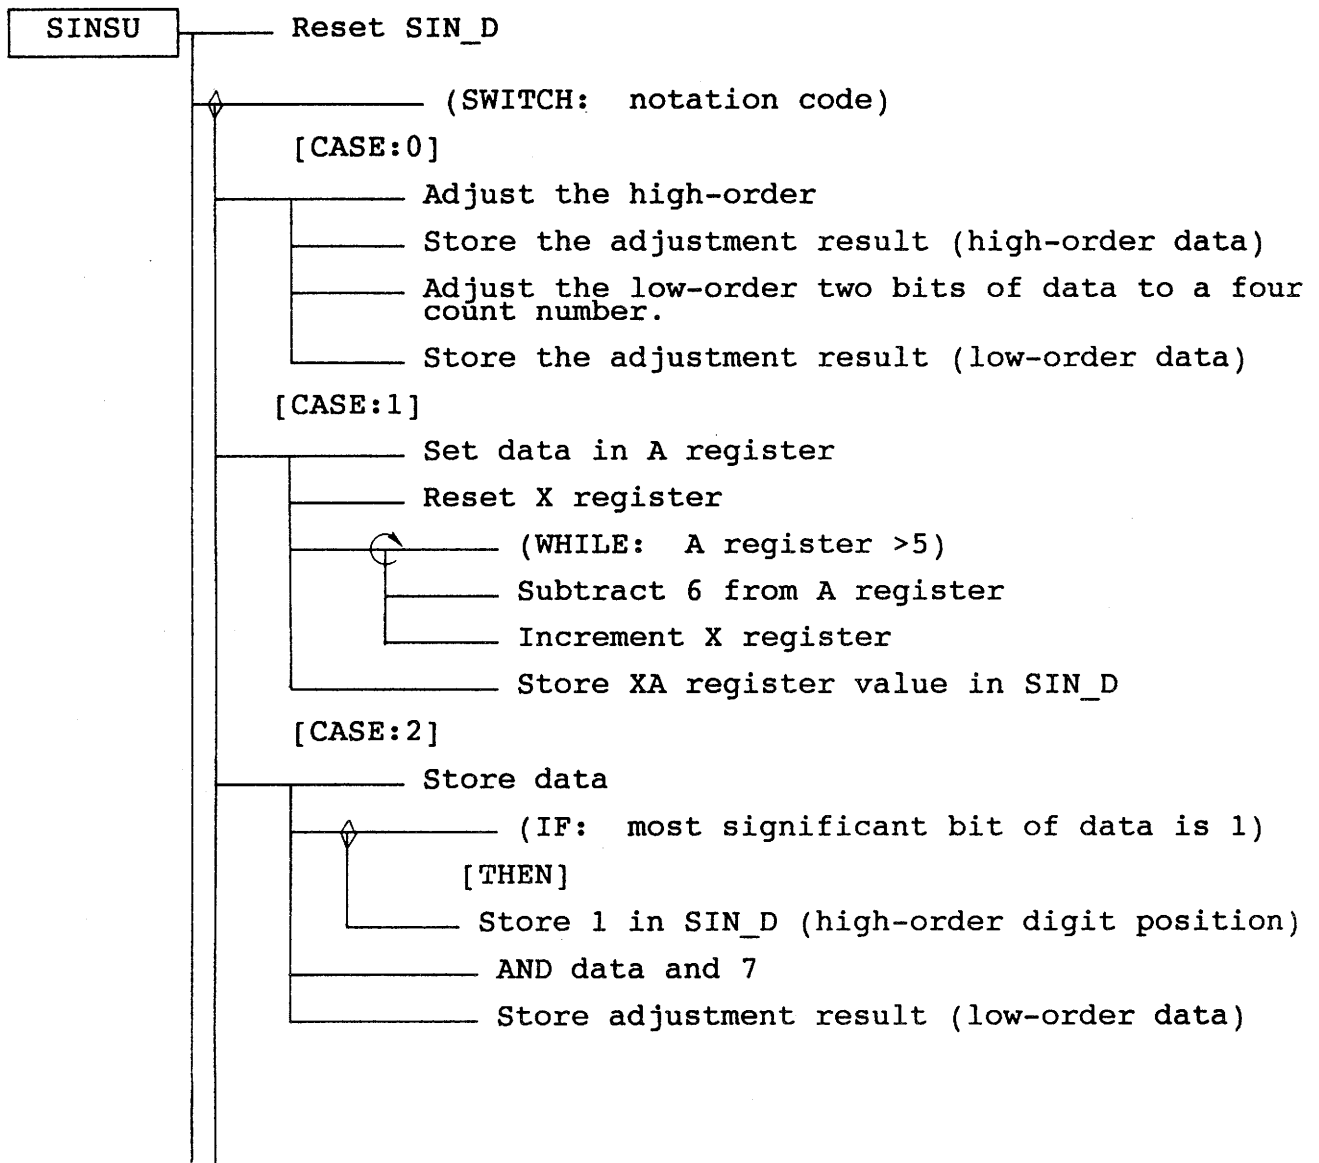 SINSU
Reset SIN_D
(SWITCH: notation code)
[CASE:0]
Adjust the high-order
Store the adjustment result (high-order data)
Adjust the low-order two bits of data to a four
count number.
Store the adjustment result (low-order data)
[CASE:1]
Set data in A register
Reset X register
(WHILE: A register >5)
Subtract 6 from A register
Increment X register
Store XA register value in SIN_D
[CASE:2]
Store data
(IF: most significant bit of data is 1)
[THEN]
Store 1 in SIN_D (high-order digit position)
AND data and 7
Store adjustment result (low-order data)